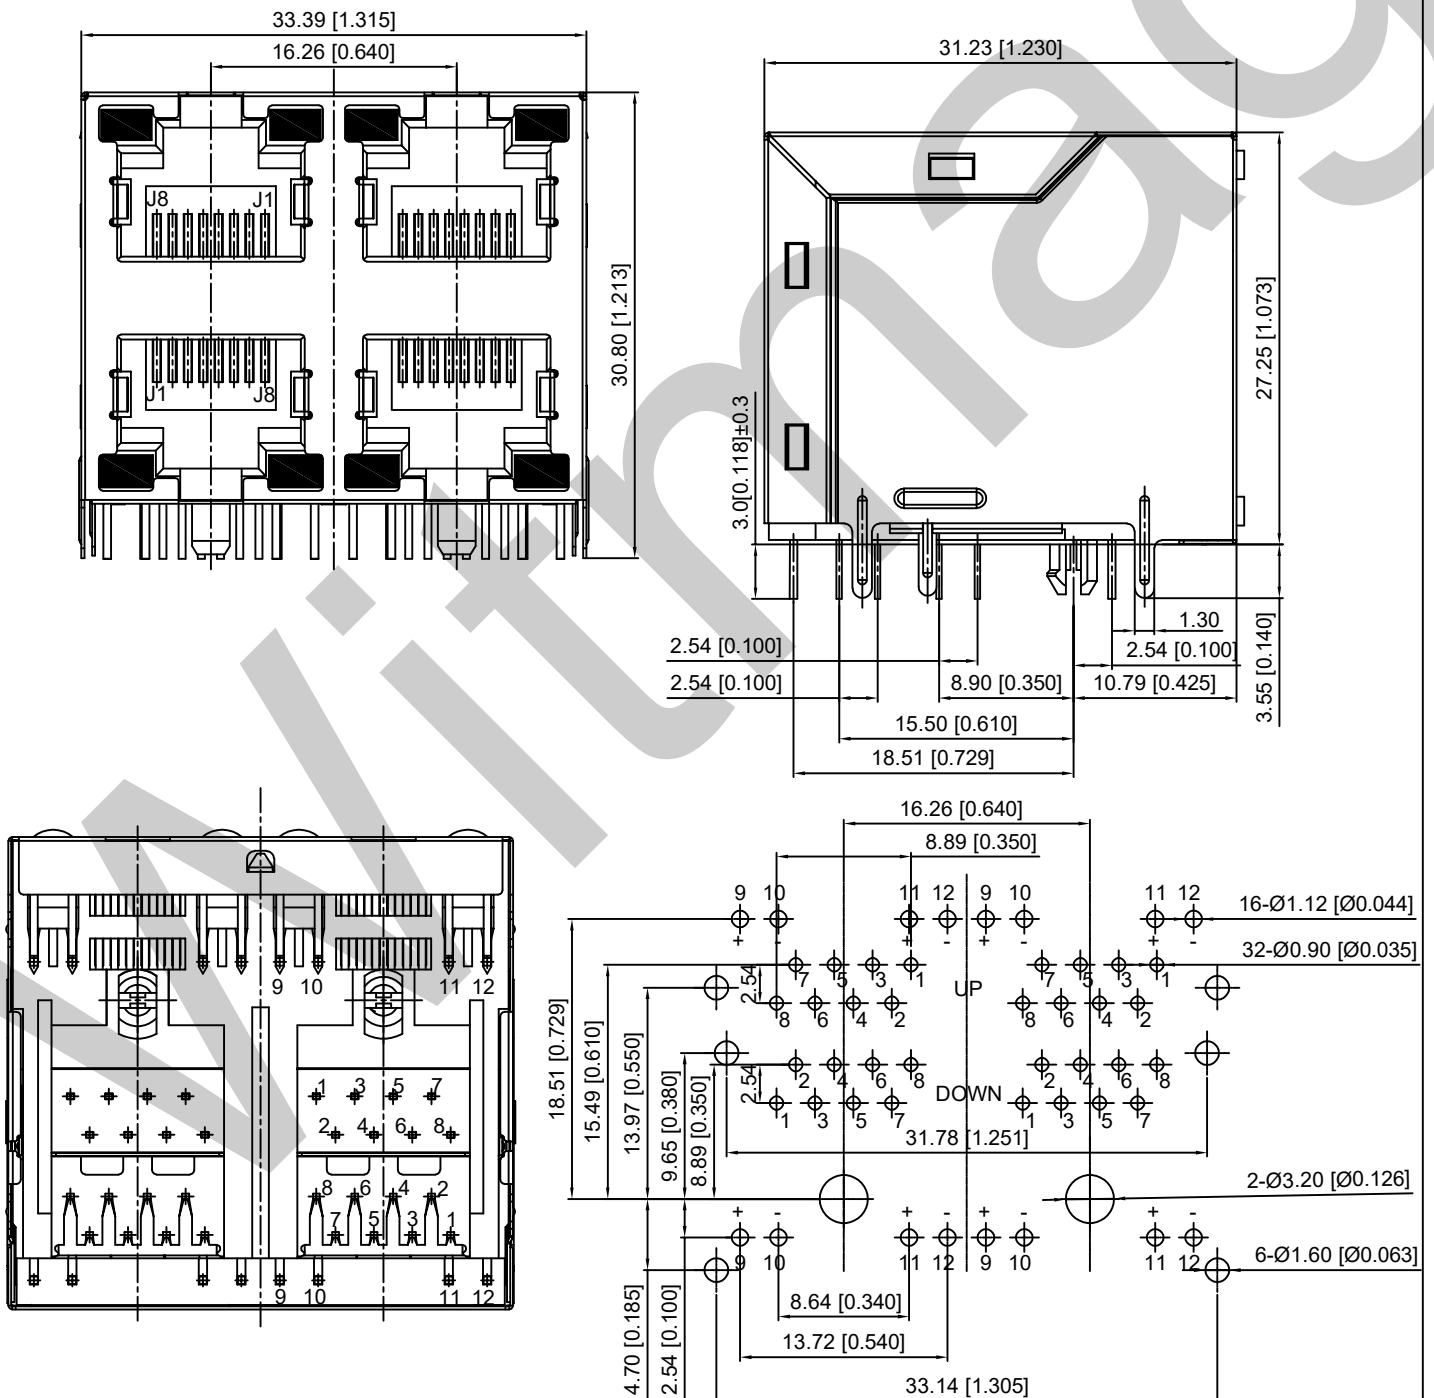 33.39 [1.315]
16.26 [0.640]
J8 J1
J1 J8
30.80 [1.213]
31.23 [1.230]
27.25 [1.073]
3.0[0.118]±0.3
1.30
2.54 [0.100]
2.54 [0.100]
2.54 [0.100]
8.90 [0.350]
10.79 [0.425]
3.55 [0.140]
15.50 [0.610]
18.51 [0.729]
9 10 11 12
1 3 5 7
2 4 6 8
8 6 4 2
7 5 3 1
9 10 11 12
16.26 [0.640]
8.89 [0.350]
9 10 11 12 9 10 11 12
+ - + - + - + -
16-Ø1.12 [Ø0.044]
32-Ø0.90 [Ø0.035]
7 5 3 1 7 5 3 1
UP
2.54
8 6 4 2 8 6 4 2
2 4 6 8 2 4 6 8
DOWN
2.54
1 3 5 7 1 3 5 7
31.78 [1.251]
18.51 [0.729]
15.49 [0.610]
13.97 [0.550]
9.65 [0.380]
8.89 [0.350]
2-Ø3.20 [Ø0.126]
+ - + - + - + -
9 10 11 12 9 10 11 12
6-Ø1.60 [Ø0.063]
4.70 [0.185]
2.54 [0.100]
8.64 [0.340]
13.72 [0.540]
33.14 [1.305]
Vitmag